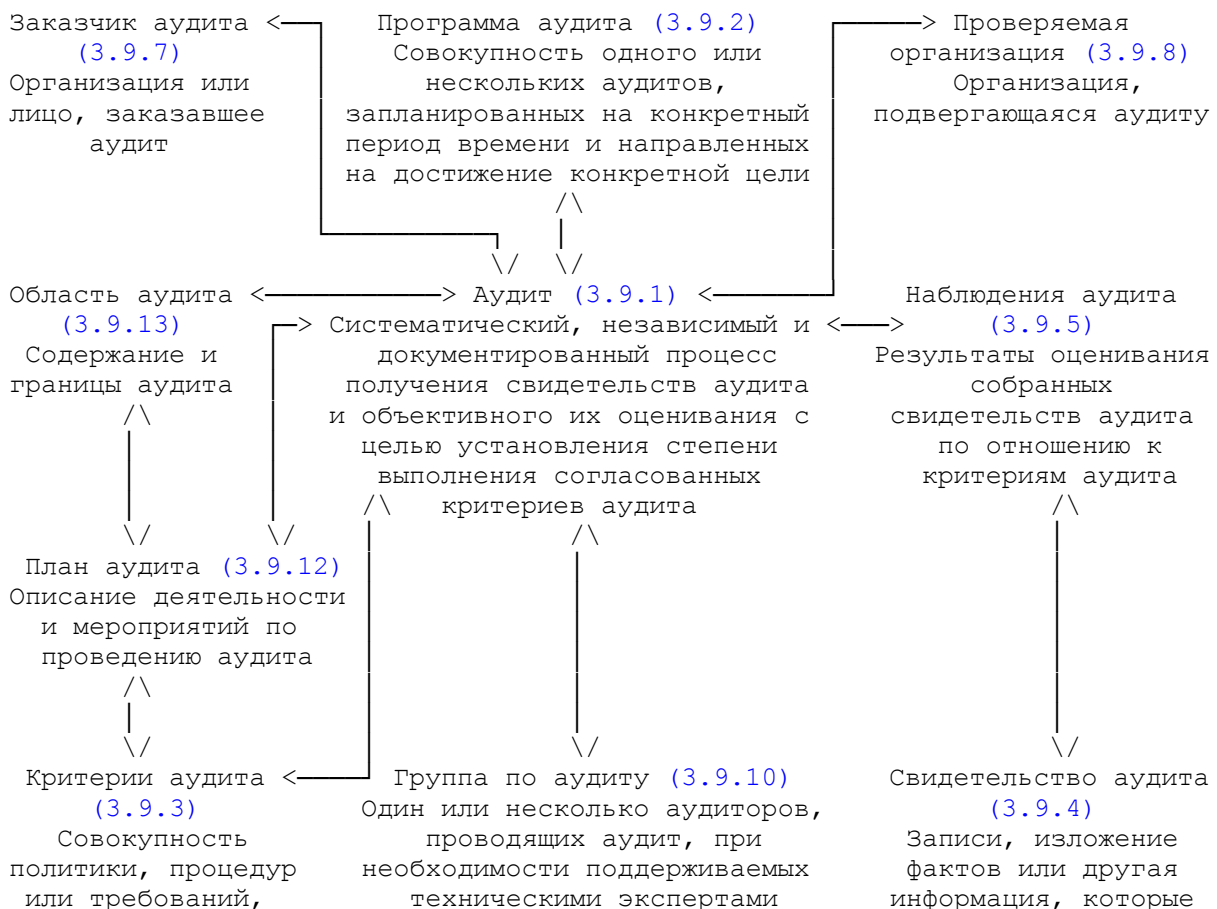 Заказчик аудита
(3.9.7)
Организация или
лицо, заказавшее
аудит
Программа аудита (3.9.2)
Совокупность одного или
нескольких аудитов,
запланированных на конкретный
период времени и направленных
на достижение конкретной цели
Проверяемая
организация (3.9.8)
Организация,
подвергающаяся аудиту
Область аудита
(3.9.13)
Содержание и
границы аудита
Аудит (3.9.1)
Систематический, независимый и
документированный процесс
получения свидетельств аудита
и объективного их оценивания с
целью установления степени
выполнения согласованных
критериев аудита
Наблюдения аудита
(3.9.5)
Результаты оценивания
собранных
свидетельств аудита
по отношению к
критериям аудита
План аудита (3.9.12)
Описание деятельности
и мероприятий по
проведению аудита
Критерии аудита
(3.9.3)
Совокупность
политики, процедур
или требований,
Группа по аудиту (3.9.10)
Один или несколько аудиторов,
проводящих аудит, при
необходимости поддерживаемых
техническими экспертами
Свидетельство аудита
(3.9.4)
Записи, изложение
фактов или другая
информация, которые